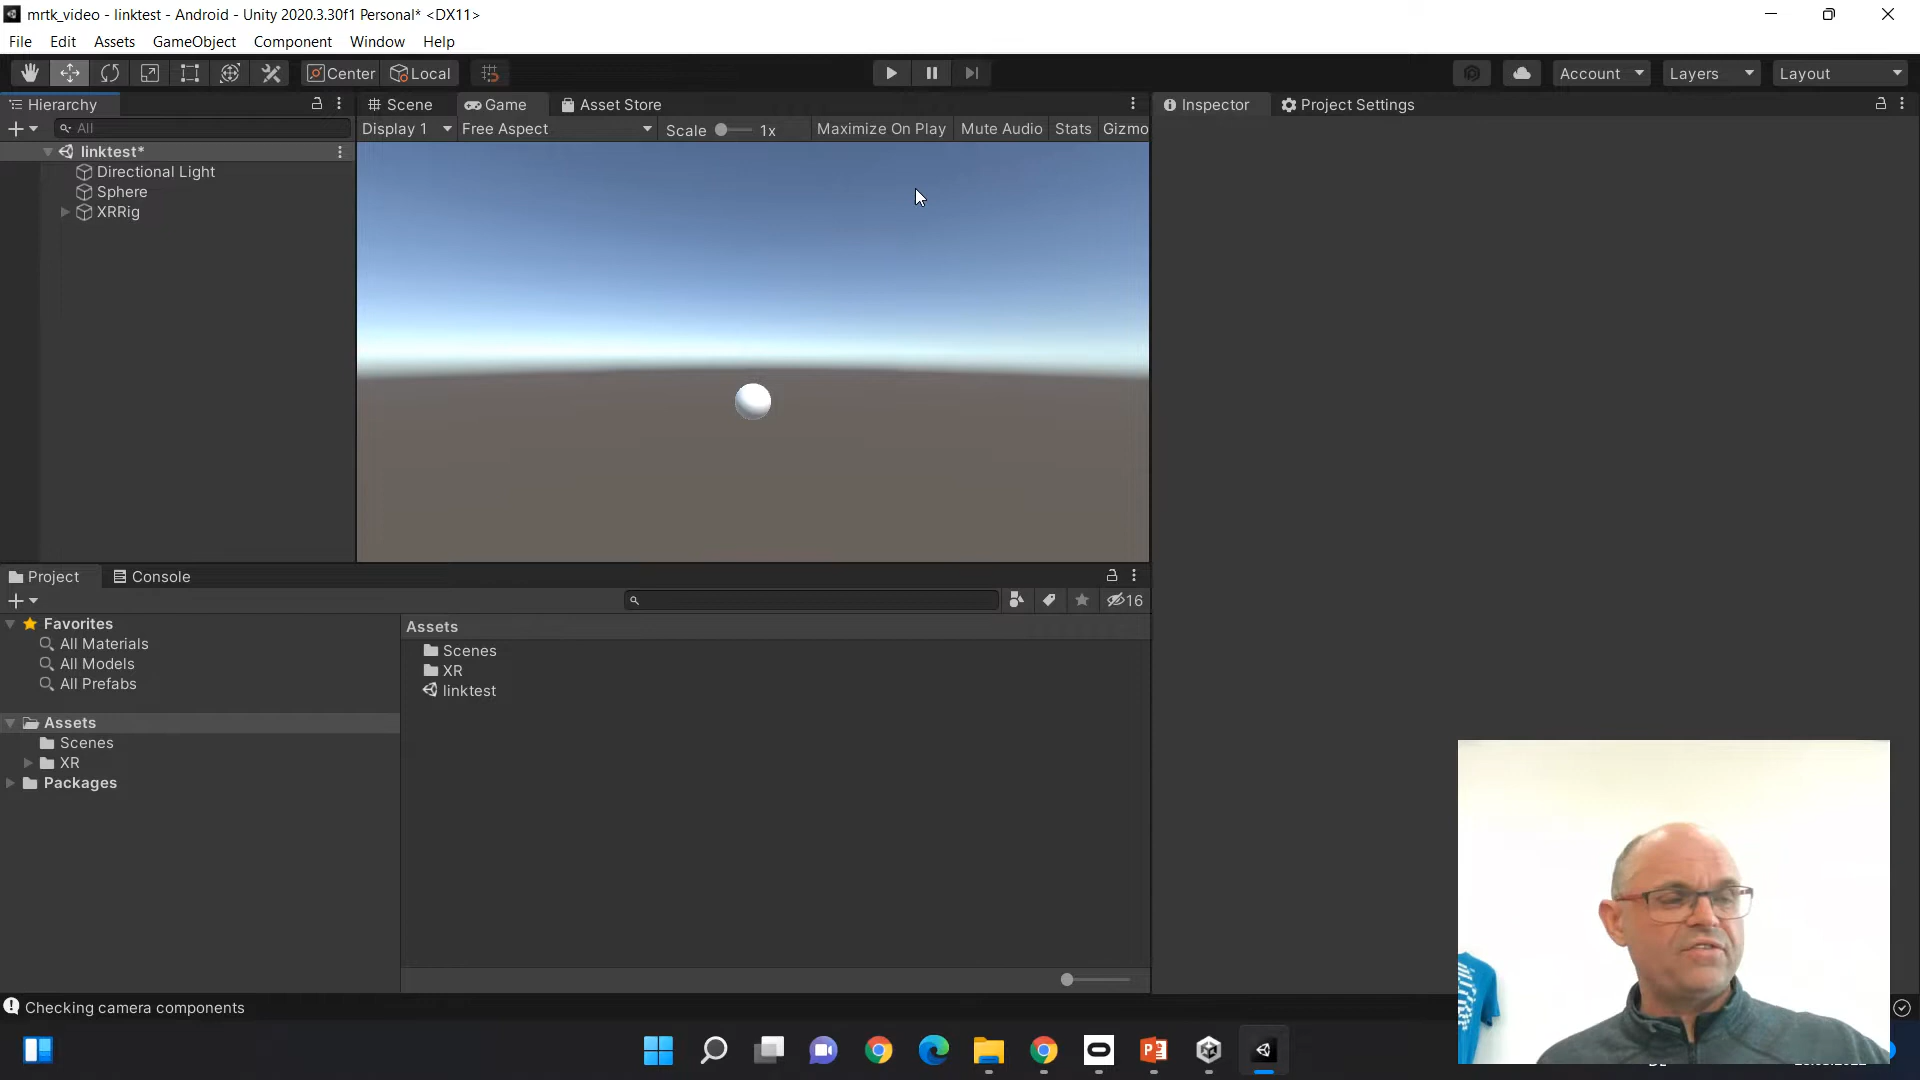 mrtk_video - linktest - Android - Unity 2020.3.30f1 Personal* <DX11>
File Edit Assets GameObject Component Window Help
Center Local Account Layers Layout
Hierarchy Scene Game Asset Store Inspector Project Settings
All Display 1 Free Aspect Scale 1x Maximize On Play Mute Audio Stats Gizmo
linktest*
Directional Light
Sphere
XRRig
Project Console
16
Favorites
Assets
All Materials
Scenes
All Models
XR
All Prefabs
linktest
Assets
Scenes
XR
Packages
Checking camera components